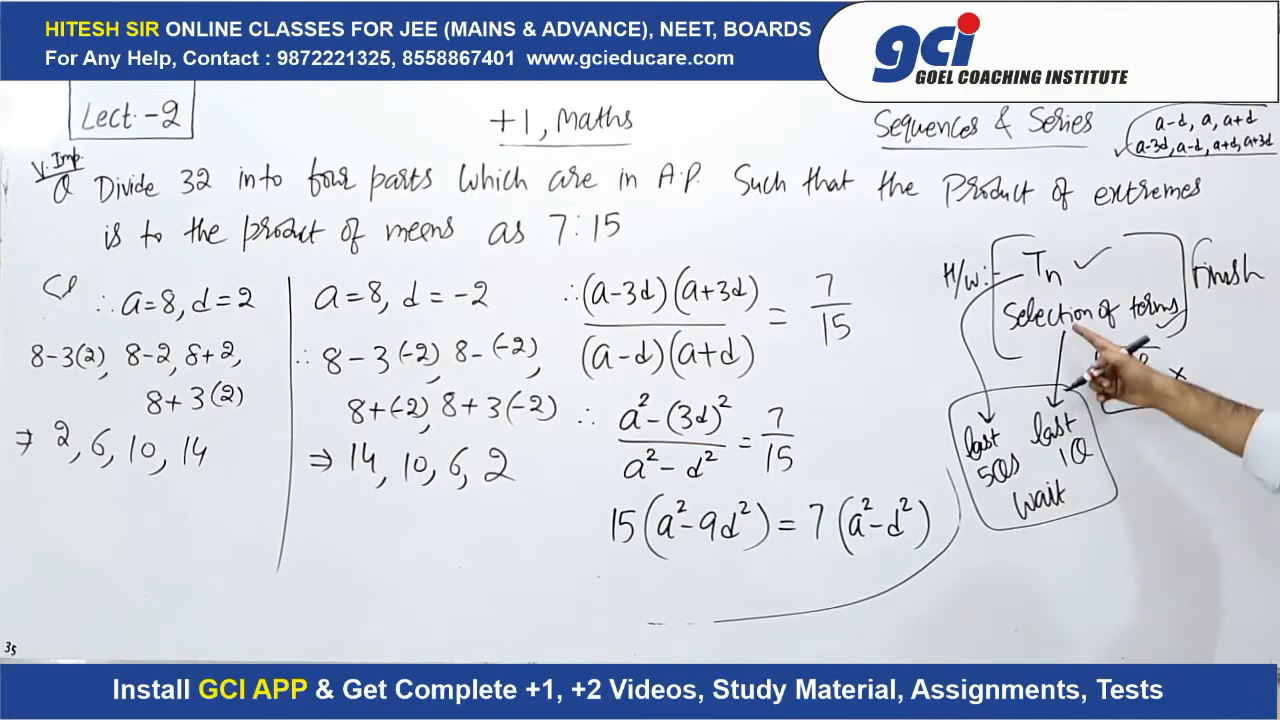 HITESH SIR ONLINE CLASSES FOR JEE (MAINS & ADVANCE), NEET, BOARDS
For Any Help, Contact : 9872221325, 8558867401 www.gcieducare.com
gci
GOEL COACHING INSTITUTE
Lect.-2
+1, Maths
Sequences & Series
a-d, a, a+d
a-3d, a-d, a+d, a+3d
V. Imp.
Q Divide 32 into four parts which are in A.P. Such that the Product of extremes
is to the product of means as 7:15
∴ a=8, d=2
8-3(2), 8-2, 8+2,
8+3(2)
⇒ 2, 6, 10, 14
a=8, d=-2
∴ 8-3(-2), 8-(-2),
8+(-2), 8+3(-2)
⇒ 14, 10, 6, 2
∴ (a-3d)(a+3d) / (a-d)(a+d) = 7/15
∴ a²-(3d)² / a²-d² = 7/15
15(a²-9d²) = 7(a²-d²)
H/w:- Tn ✓ Finish
Selection of terms
last last
5Qs 1Q
wait
35
Install GCI APP & Get Complete +1, +2 Videos, Study Material, Assignments, Tests